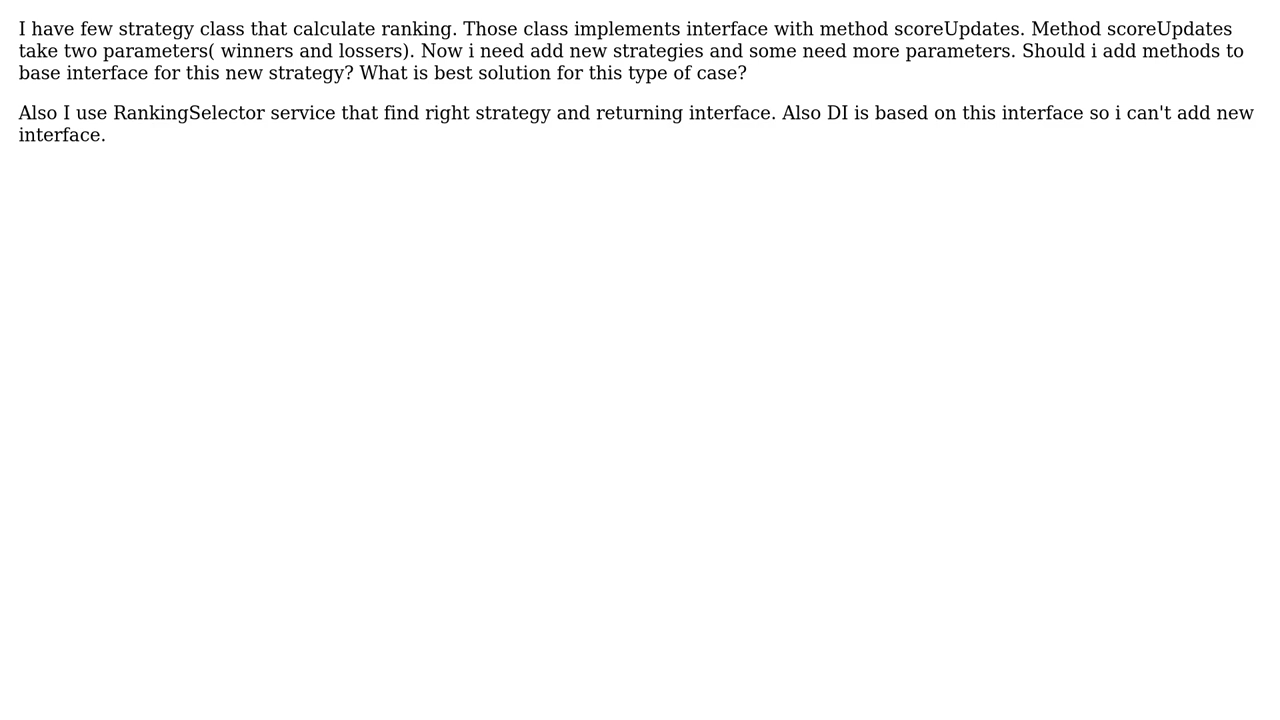 I have few strategy class that calculate ranking. Those class implements interface with method scoreUpdates. Method scoreUpdates
take two parameters( winners and lossers). Now i need add new strategies and some need more parameters. Should i add methods to
base interface for this new strategy? What is best solution for this type of case?
Also I use RankingSelector service that find right strategy and returning interface. Also DI is based on this interface so i can't add new
interface.